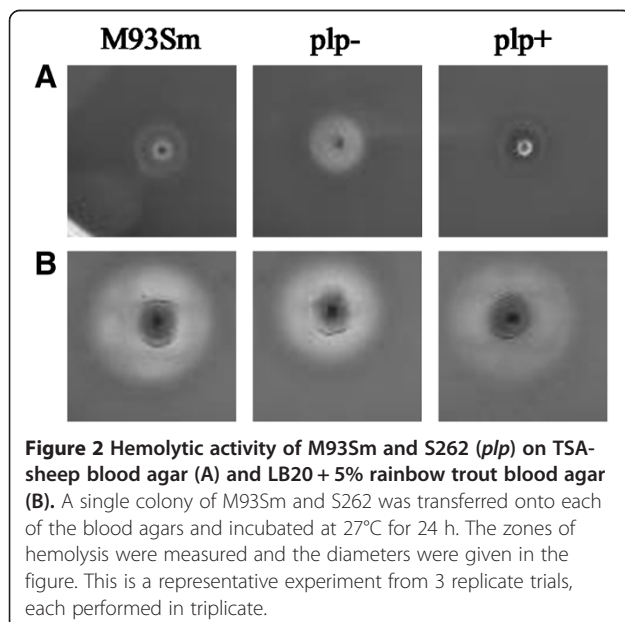 M93Sm plp- plp+
A
B
Figure 2 Hemolytic activity of M93Sm and S262 (plp) on TSA-
sheep blood agar (A) and LB20 + 5% rainbow trout blood agar
(B). A single colony of M93Sm and S262 was transferred onto each
of the blood agars and incubated at 27°C for 24 h. The zones of
hemolysis were measured and the diameters were given in the
figure. This is a representative experiment from 3 replicate trials,
each performed in triplicate.